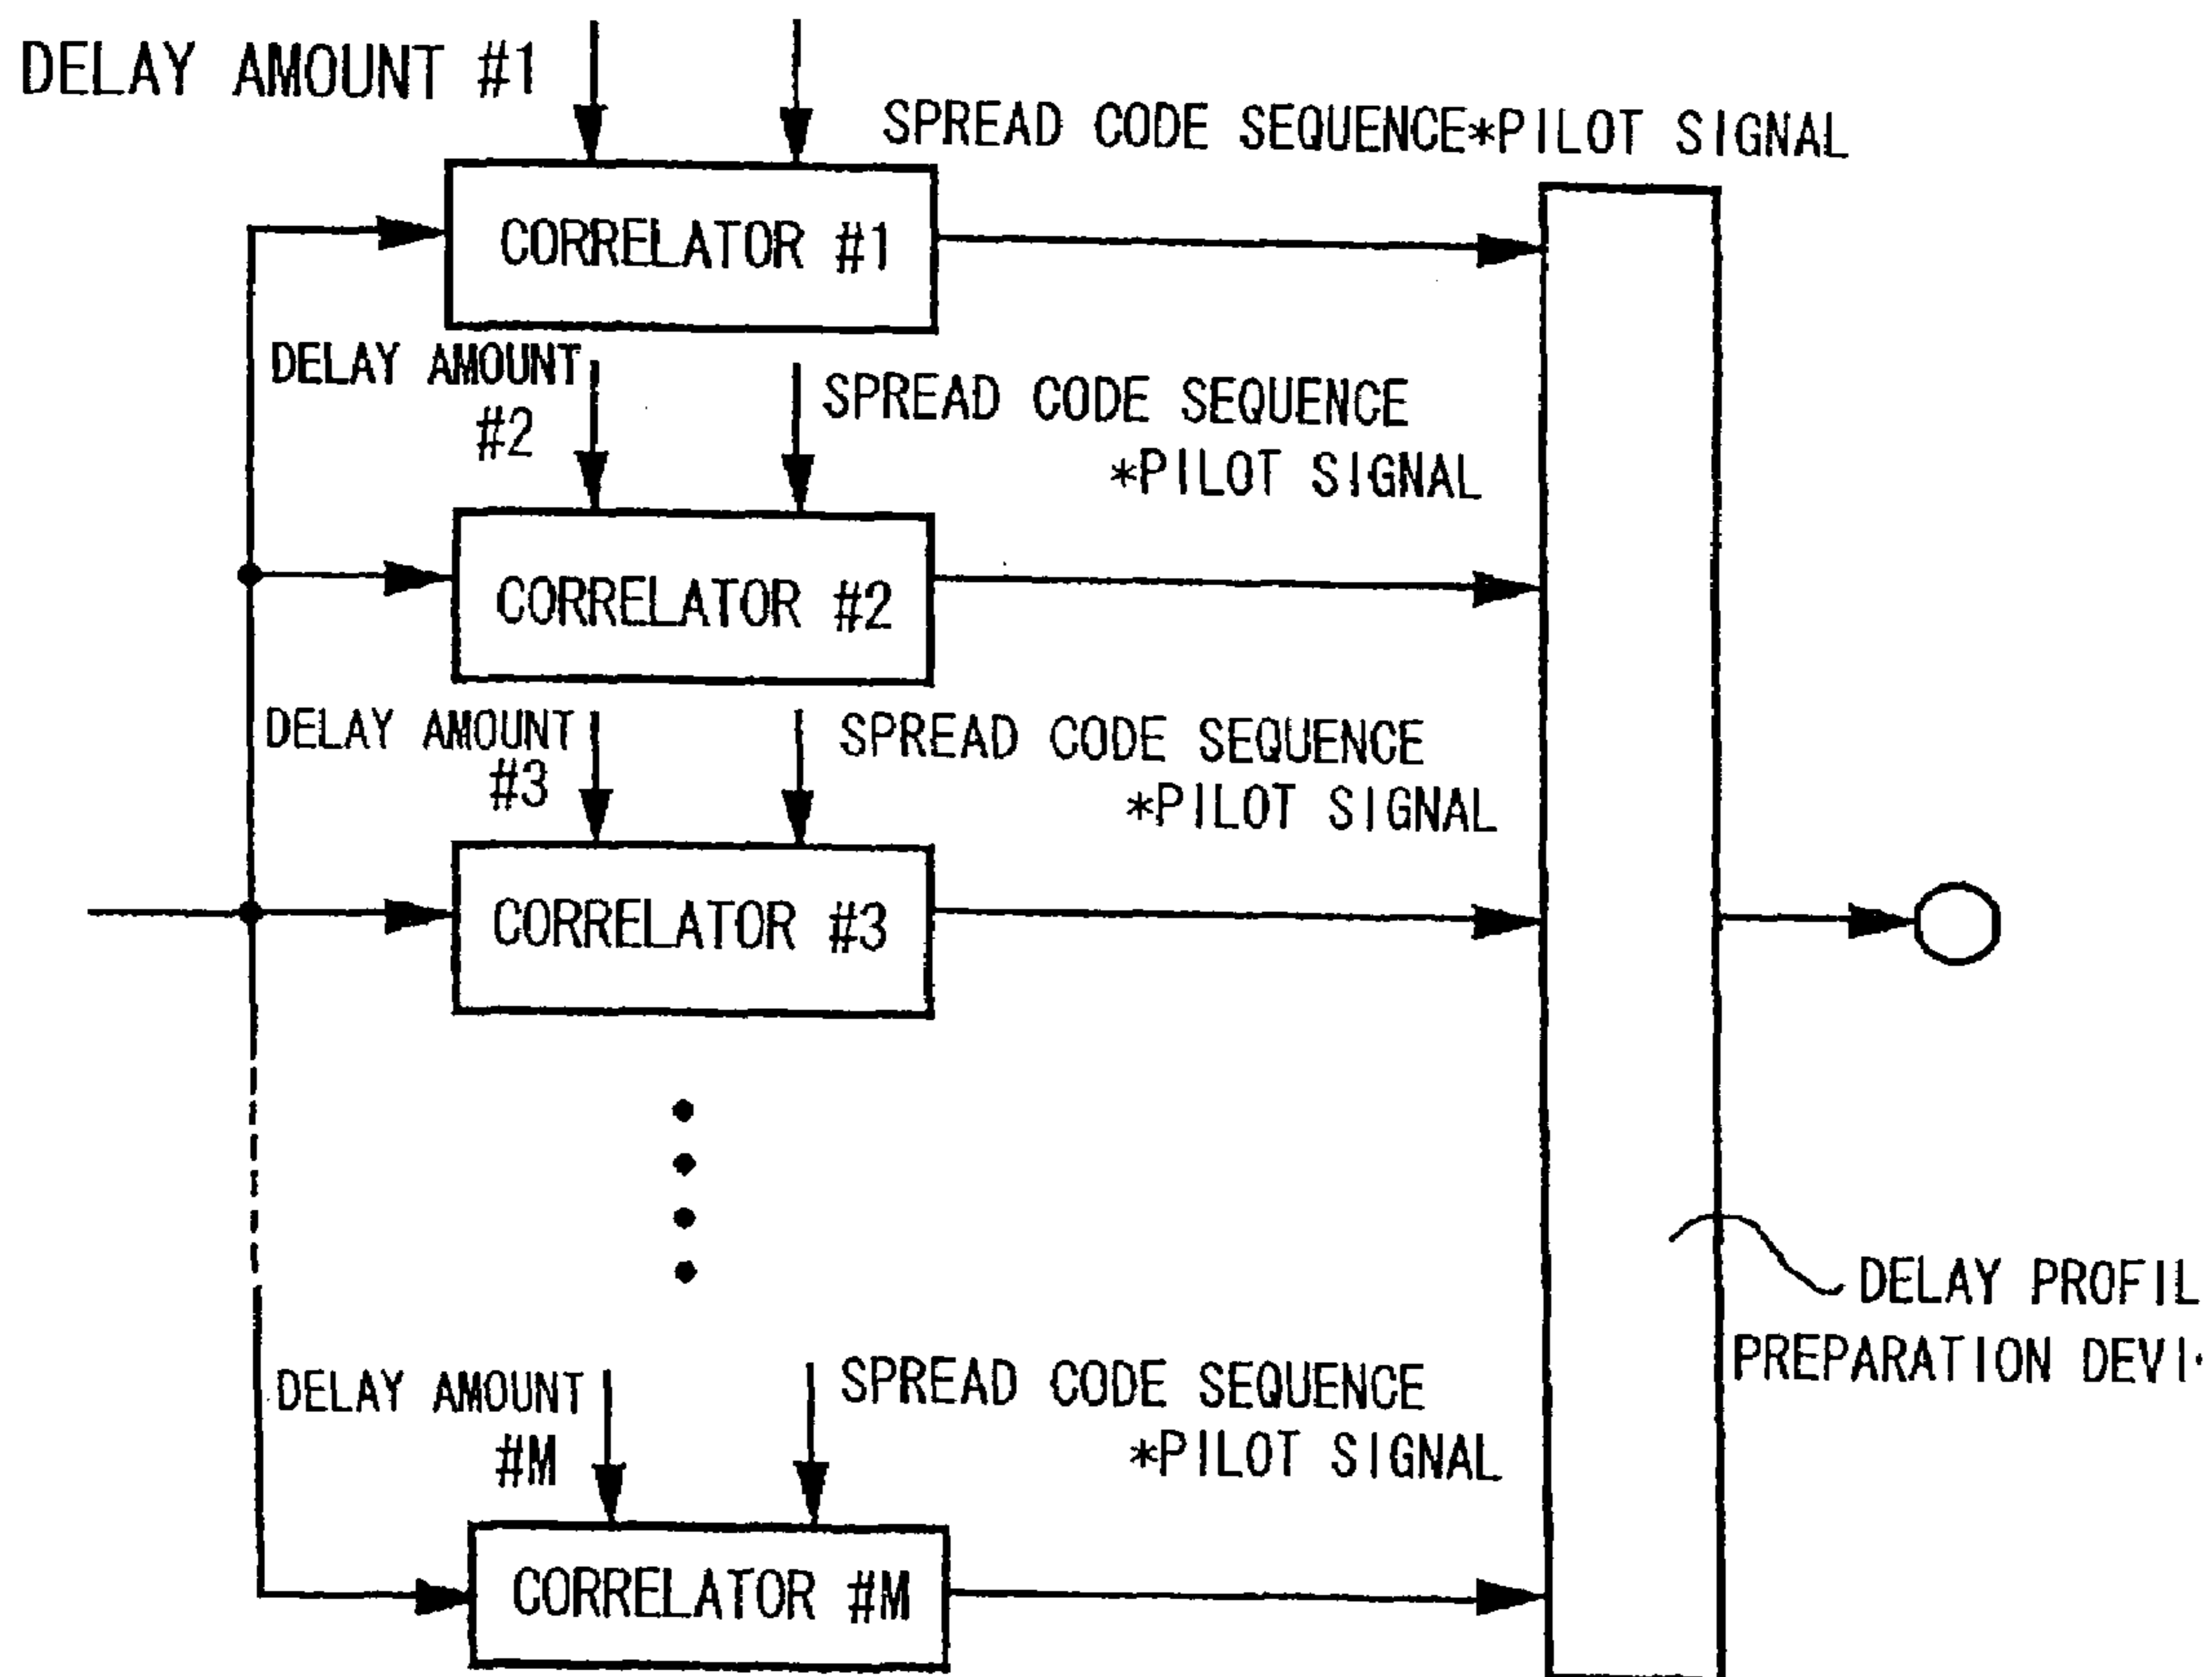 DELAY AMOUNT #1
SPREAD CODE SEQUENCE*PILOT SIGNAL
CORRELATOR #1
DELAY AMOUNT
#2
SPREAD CODE SEQUENCE
*PILOT SIGNAL
CORRELATOR #2
DELAY AMOUNT
#3
SPREAD CODE SEQUENCE
*PILOT SIGNAL
CORRELATOR #3
DELAY PROFIL
PREPARATION DEVI
DELAY AMOUNT
#M
SPREAD CODE SEQUENCE
*PILOT SIGNAL
CORRELATOR #M